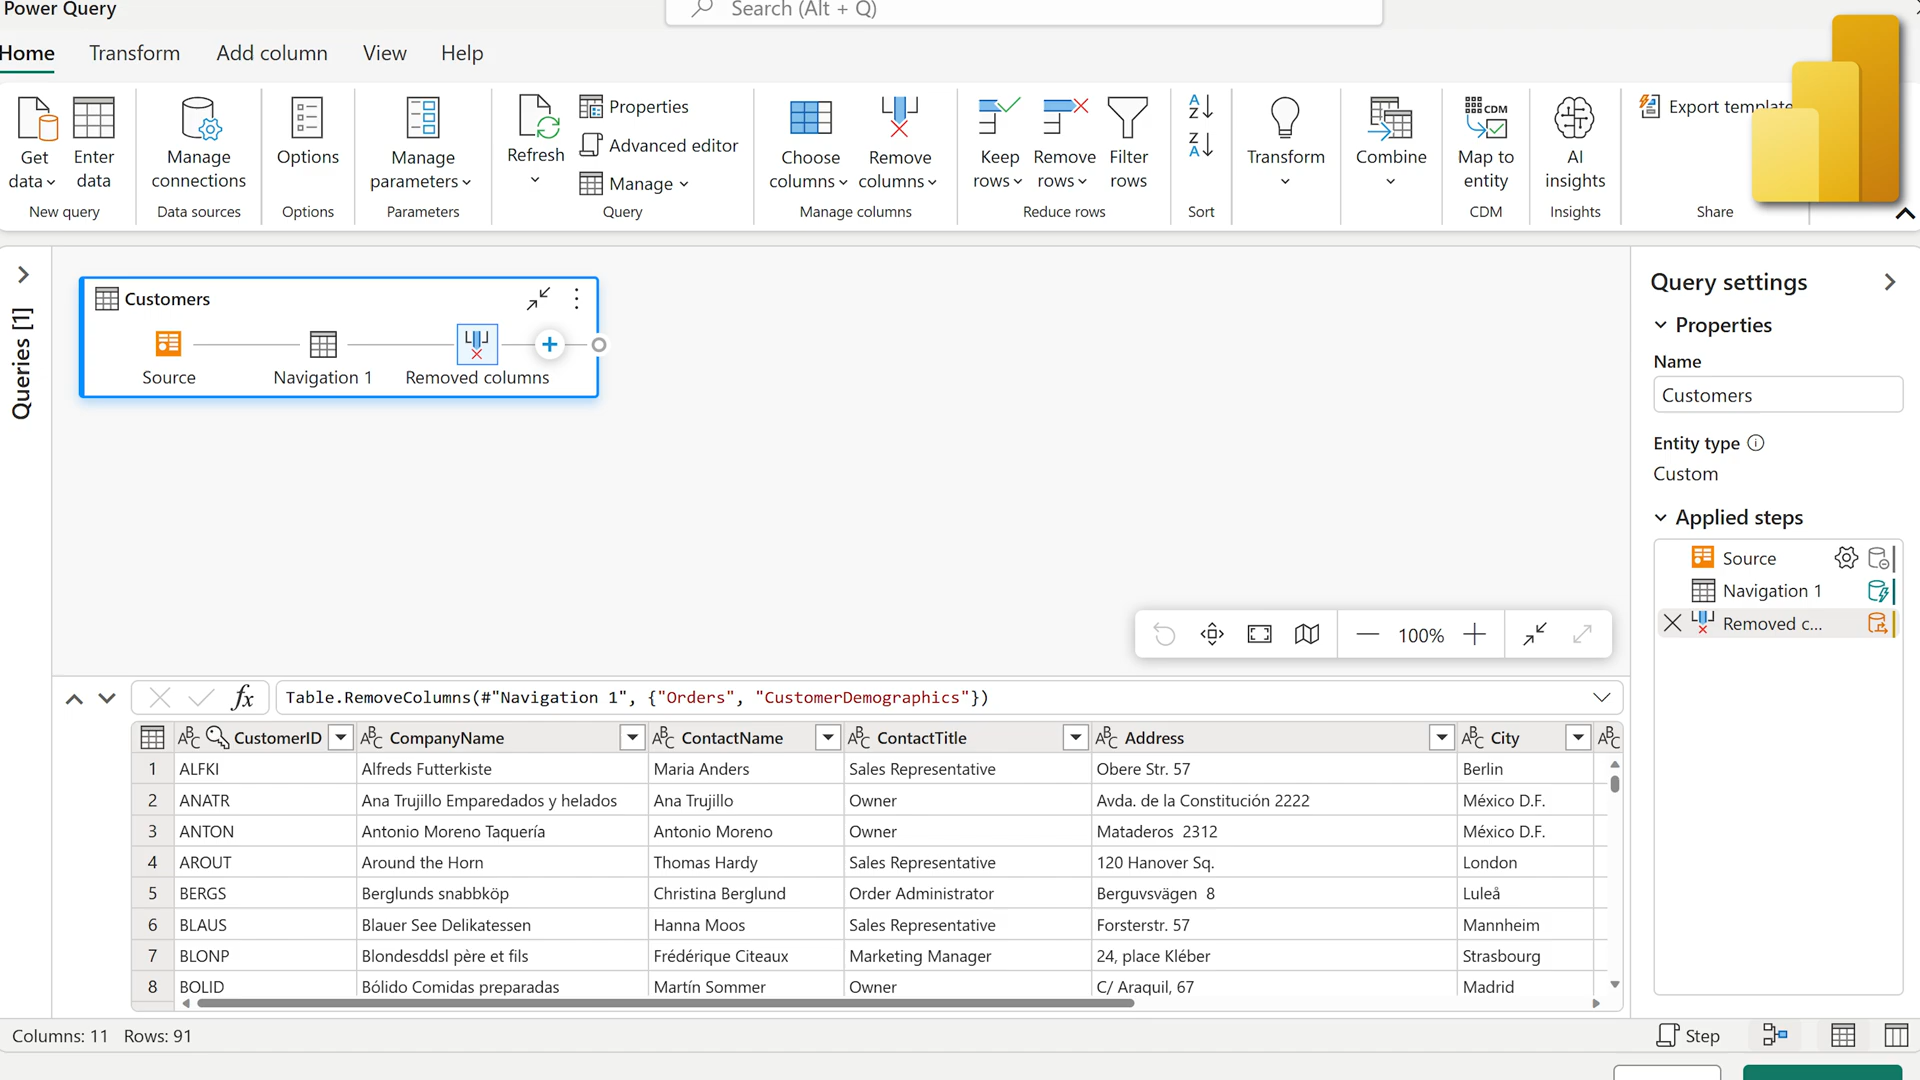 Power Query
Search (Alt + Q)
Home Transform Add column View Help
Get data
Enter data
New query
Manage connections
Data sources
Options
Options
Manage parameters
Parameters
Refresh
Properties
Advanced editor
Manage
Query
Choose columns
Remove columns
Manage columns
Keep rows
Remove rows
Filter rows
Reduce rows
A Z
Z A
Sort
Transform
Combine
CDM
Map to entity
CDM
AI insights
Insights
Export template
Share
Queries [1]
Customers
Source Navigation 1 Removed columns
100%
Query settings
Properties
Name
Customers
Entity type
Custom
Applied steps
Source
Navigation 1
Removed c...
fx Table.RemoveColumns(#"Navigation 1", {"Orders", "CustomerDemographics"})
ABC CustomerID ABC CompanyName ABC ContactName ABC ContactTitle ABC Address ABC City ABC
1 ALFKI Alfreds Futterkiste Maria Anders Sales Representative Obere Str. 57 Berlin
2 ANATR Ana Trujillo Emparedados y helados Ana Trujillo Owner Avda. de la Constitución 2222 México D.F.
3 ANTON Antonio Moreno Taquería Antonio Moreno Owner Mataderos  2312 México D.F.
4 AROUT Around the Horn Thomas Hardy Sales Representative 120 Hanover Sq. London
5 BERGS Berglunds snabbköp Christina Berglund Order Administrator Berguvsvägen  8 Luleå
6 BLAUS Blauer See Delikatessen Hanna Moos Sales Representative Forsterstr. 57 Mannheim
7 BLONP Blondesddsl père et fils Frédérique Citeaux Marketing Manager 24, place Kléber Strasbourg
8 BOLID Bólido Comidas preparadas Martín Sommer Owner C/ Araquil, 67 Madrid
Columns: 11 Rows: 91
Step